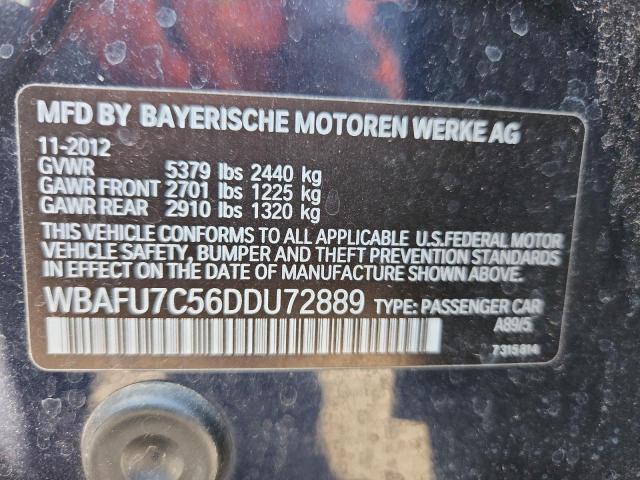 MFD BY BAYERISCHE MOTOREN WERKE AG
11-2012
GVWR 5379 lbs 2440 kg
GAWR FRONT 2701 lbs 1225 kg
GAWR REAR 2910 lbs 1320 kg
THIS VEHICLE CONFORMS TO ALL APPLICABLE U.S.FEDERAL MOTOR
VEHICLE SAFETY, BUMPER AND THEFT PREVENTION STANDARDS
IN EFFECT ON THE DATE OF MANUFACTURE SHOWN ABOVE.
WBAFU7C56DDU72889 TYPE: PASSENGER CAR
A89/5
7315814